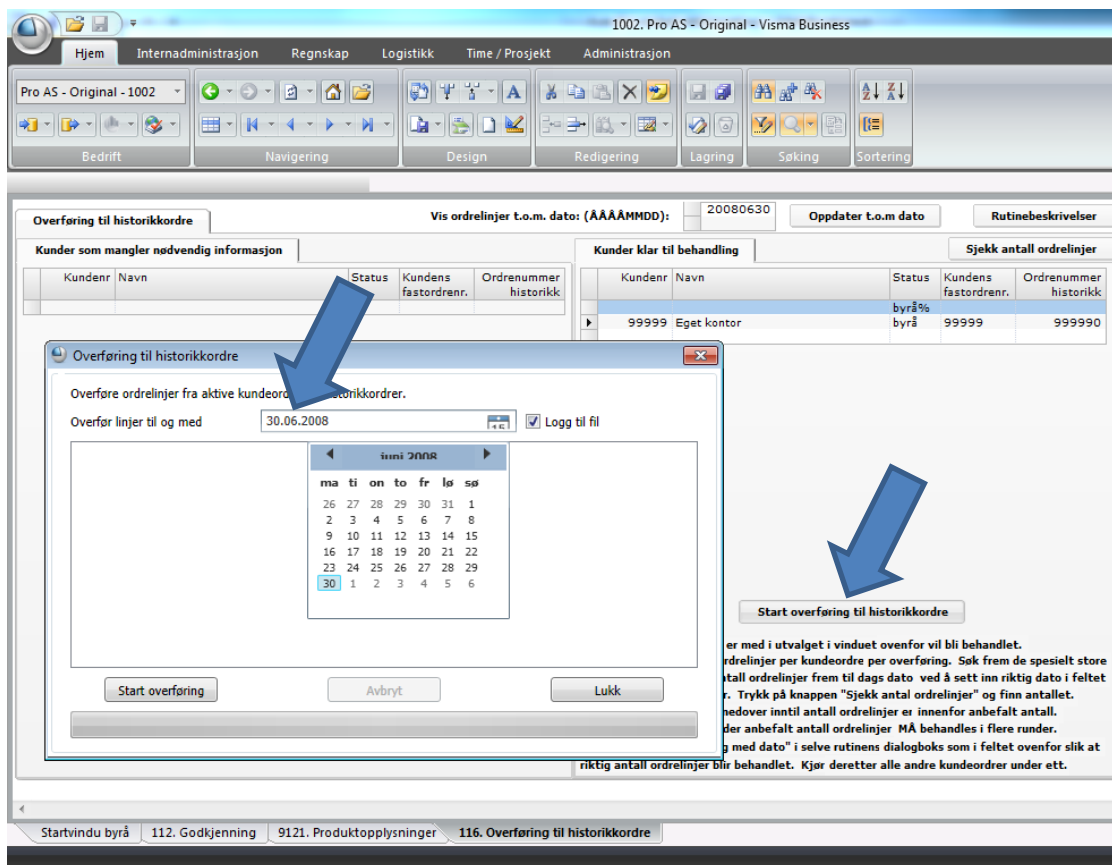 1002. Pro AS - Original - Visma Business
Hjem Internadministrasjon Regnskap Logistikk Time / Prosjekt Administrasjon
Pro AS - Original - 1002
Bedrift Navigering Design Redigering Lagring Søking Sortering
Overføring til historikkordre
Vis ordrelinjer t.o.m. dato: (ÅÅÅÅMMDD): 20080630 Oppdater t.o.m dato Rutinebeskrivelser
Kunder som mangler nødvendig informasjon
Kundenr Navn Status Kundens fastordrenr. Ordrenummer historikk
Kunder klar til behandling Sjekk antall ordrelinjer
Kundenr Navn Status Kundens fastordrenr. Ordrenummer historikk
byrå%
99999 Eget kontor byrå 99999 999990
Overføring til historikkordre
Overføre ordrelinjer fra aktive kundeord historikkordrer.
Overfør linjer til og med 30.06.2008 Logg til fil
juni 2008
ma ti on to fr lø sø
26 27 28 29 30 31 1
2 3 4 5 6 7 8
9 10 11 12 13 14 15
16 17 18 19 20 21 22
23 24 25 26 27 28 29
30 1 2 3 4 5 6
Start overføring Avbryt Lukk
Start overføring til historikkordre
er med i utvalget i vinduet ovenfor vil bli behandlet.
rdrelinjer per kundeordre per overføring. Søk frem de spesielt store
tall ordrelinjer frem til dags dato ved å sett inn riktig dato i feltet
r. Trykk på knappen "Sjekk antal ordrelinjer" og finn antallet.
nedover inntil antall ordrelinjer er innenfor anbefalt antall.
der anbefalt antall ordrelinjer MÅ behandles i flere runder.
g med dato" i selve rutinens dialogboks som i feltet ovenfor slik at
riktig antall ordrelinjer blir behandlet. Kjør deretter alle andre kundeordrer under ett.
Startvindu byrå 112. Godkjenning 9121. Produktopplysninger 116. Overføring til historikkordre